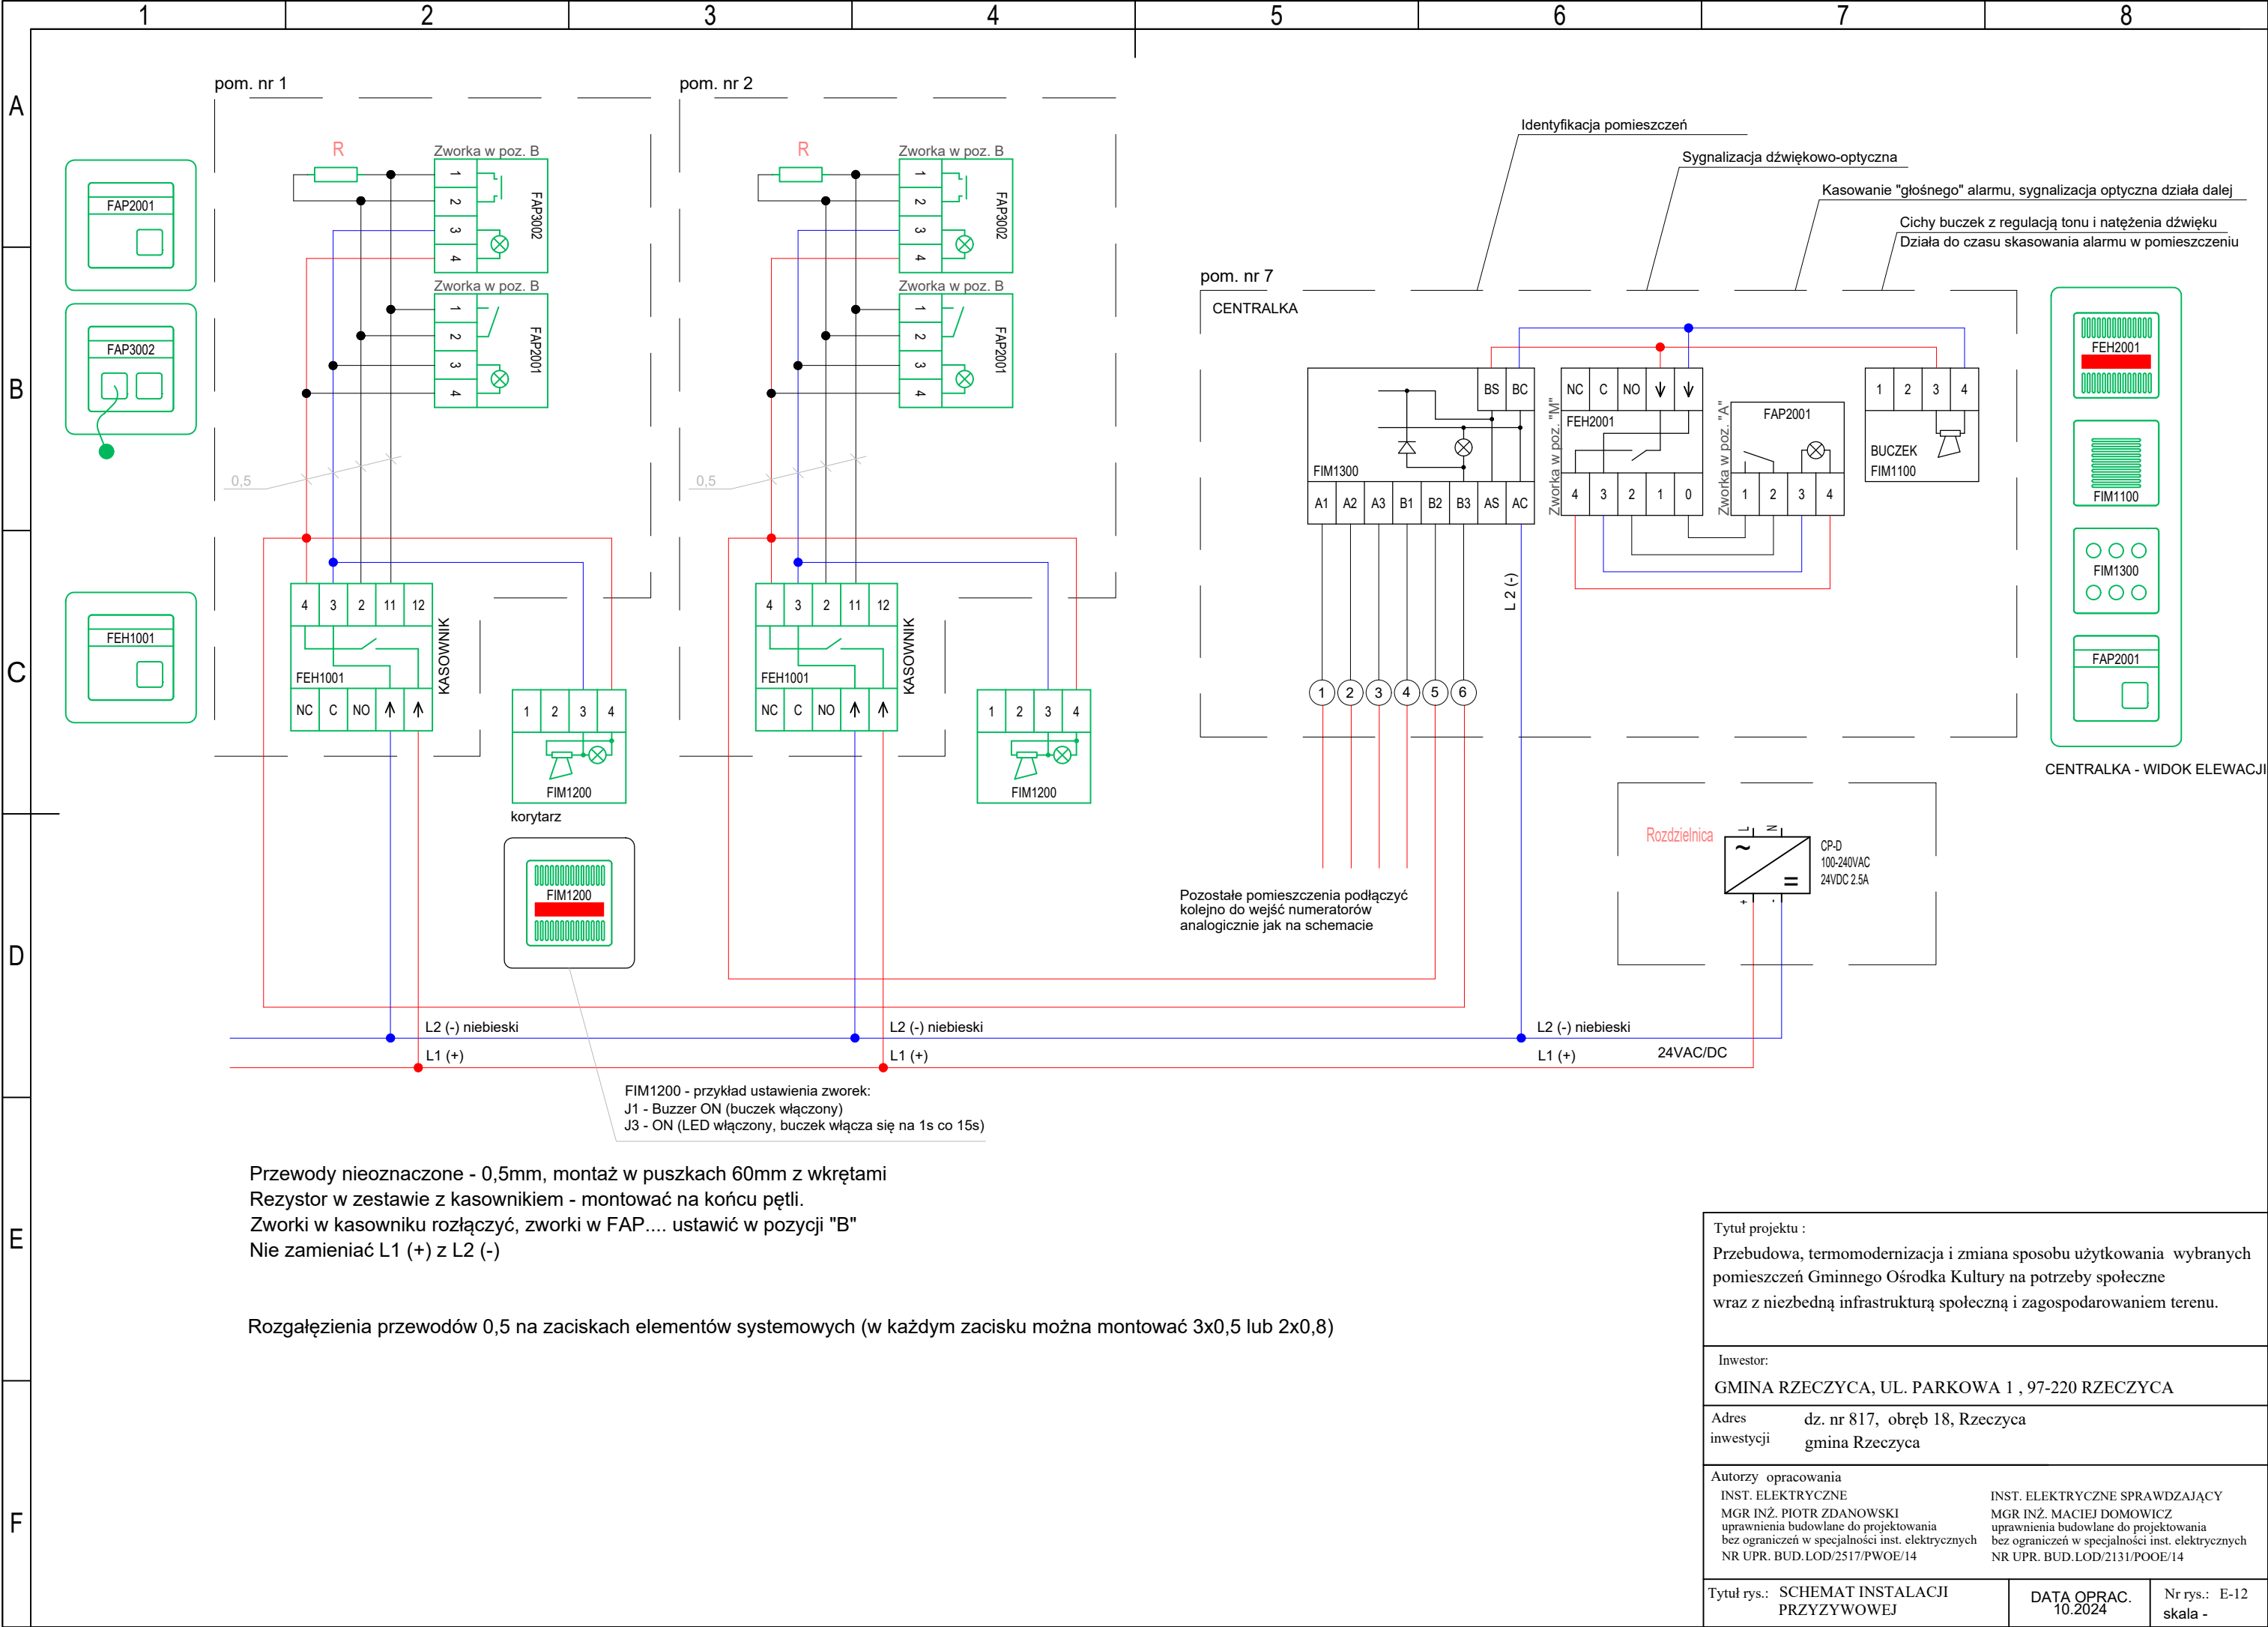 1 2 3 4 5 6 7 8
A
B
C
D
E
F
pom. nr 1
R
Zworka w poz. B
1
2
3
4
FAP3002
Zworka w poz. B
1
2
3
4
FAP2001
0,5
4 3 2 11 12
FEH1001
NC C NO
KASOWNIK
1 2 3 4
FIM1200
korytarz
FIM1200
FAP2001
FAP3002
FEH1001
pom. nr 2
R
Zworka w poz. B
1
2
3
4
FAP3002
Zworka w poz. B
1
2
3
4
FAP2001
0,5
4 3 2 11 12
FEH1001
NC C NO
KASOWNIK
1 2 3 4
FIM1200
Identyfikacja pomieszczeń
Sygnalizacja dźwiękowo-optyczna
Kasowanie "głośnego" alarmu, sygnalizacja optyczna działa dalej
Cichy buczek z regulacją tonu i natężenia dźwięku
Działa do czasu skasowania alarmu w pomieszczeniu
pom. nr 7
CENTRALKA
BS BC
FIM1300
A1 A2 A3 B1 B2 B3 AS AC
Zworka w poz. "M"
NC C NO
FEH2001
4 3 2 1 0
Zworka w poz. "A"
FAP2001
1 2 3 4
1 2 3 4
BUCZEK
FIM1100
L 2 (-)
1 2 3 4 5 6
FEH2001
FIM1100
FIM1300
FAP2001
CENTRALKA - WIDOK ELEWACJI
Rozdzielnica
L N
CP-D
100-240VAC
24VDC 2.5A
+ -
Pozostałe pomieszczenia podłączyć
kolejno do wejść numeratorów
analogicznie jak na schemacie
L2 (-) niebieski
L1 (+)
L2 (-) niebieski
L1 (+)
L2 (-) niebieski
L1 (+)
24VAC/DC
FIM1200 - przykład ustawienia zworek:
J1 - Buzzer ON (buczek włączony)
J3 - ON (LED włączony, buczek włącza się na 1s co 15s)
Przewody nieoznaczone - 0,5mm, montaż w puszkach 60mm z wkrętami
Rezystor w zestawie z kasownikiem - montować na końcu pętli.
Zworki w kasowniku rozłączyć, zworki w FAP.... ustawić w pozycji "B"
Nie zamieniać L1 (+) z L2 (-)
Rozgałęzienia przewodów 0,5 na zaciskach elementów systemowych (w każdym zacisku można montować 3x0,5 lub 2x0,8)
Tytuł projektu :
Przebudowa, termomodernizacja i zmiana sposobu użytkowania wybranych
pomieszczeń Gminnego Ośrodka Kultury na potrzeby społeczne
wraz z niezbedną infrastrukturą społeczną i zagospodarowaniem terenu.
Inwestor:
GMINA RZECZYCA, UL. PARKOWA 1 , 97-220 RZECZYCA
Adres
inwestycji
dz. nr 817, obręb 18, Rzeczyca
gmina Rzeczyca
Autorzy opracowania
INST. ELEKTRYCZNE
MGR INŻ. PIOTR ZDANOWSKI
uprawnienia budowlane do projektowania
bez ograniczeń w specjalności inst. elektrycznych
NR UPR. BUD.LOD/2517/PWOE/14
INST. ELEKTRYCZNE SPRAWDZAJĄCY
MGR INŻ. MACIEJ DOMOWICZ
uprawnienia budowlane do projektowania
bez ograniczeń w specjalności inst. elektrycznych
NR UPR. BUD.LOD/2131/POOE/14
Tytuł rys.: SCHEMAT INSTALACJI
PRZYZYWOWEJ
DATA OPRAC.
10.2024
Nr rys.: E-12
skala -